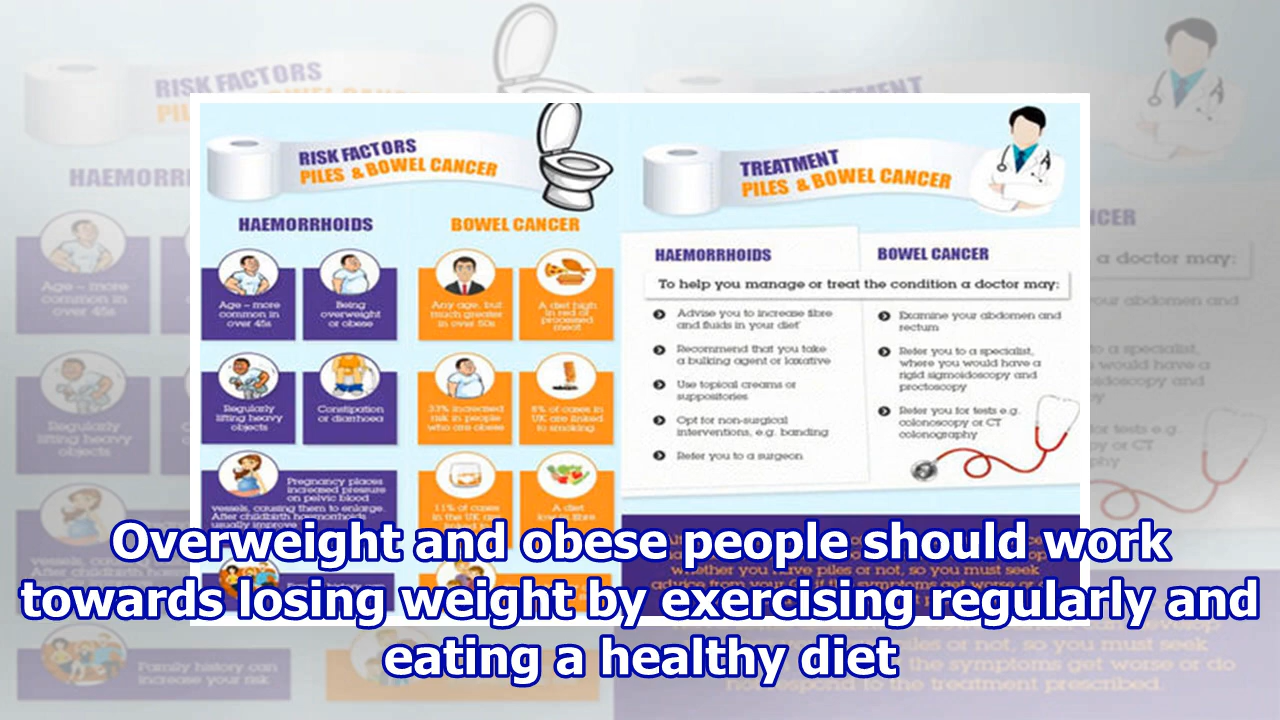 RISK FACTORS
PILES & BOWEL CANCER
HAEMORRHOIDS
BOWEL CANCER
Age – more
common in
over 45s
Being
overweight
or obese
Any age, but
much greater
in over 50s
A diet high
in red or
processed
meat
Regularly
lifting heavy
objects
Constipation
or diarrhoea
33% increased
risk in people
who are obese
8% of cases in
UK are linked
to smoking
Pregnancy places
increased pressure
on pelvic blood
vessels, causing them to enlarge.
After childbirth haemorrhoids
usually improve
11% of cases
in the UK are
A diet
low in fibre
TREATMENT
PILES & BOWEL CANCER
HAEMORRHOIDS
BOWEL CANCER
To help you manage or treat the condition a doctor may:
Advise you to increase fibre
and fluids in your diet
Recommend that you take
a bulking agent or laxative
Use topical creams or
suppositories
Opt for non-surgical
interventions, e.g. banding
Refer you to a surgeon
Examine your abdomen and
rectum
Refer you to a specialist,
where you would have a
rigid sigmoidoscopy and
proctoscopy
Refer you for tests e.g.
colonoscopy or CT
colonography
whether you have piles or not, so you must seek
Family history can
increase your risk
the symptoms get worse or do
not respond to the treatment prescribed.
Overweight and obese people should work
towards losing weight by exercising regularly and
eating a healthy diet